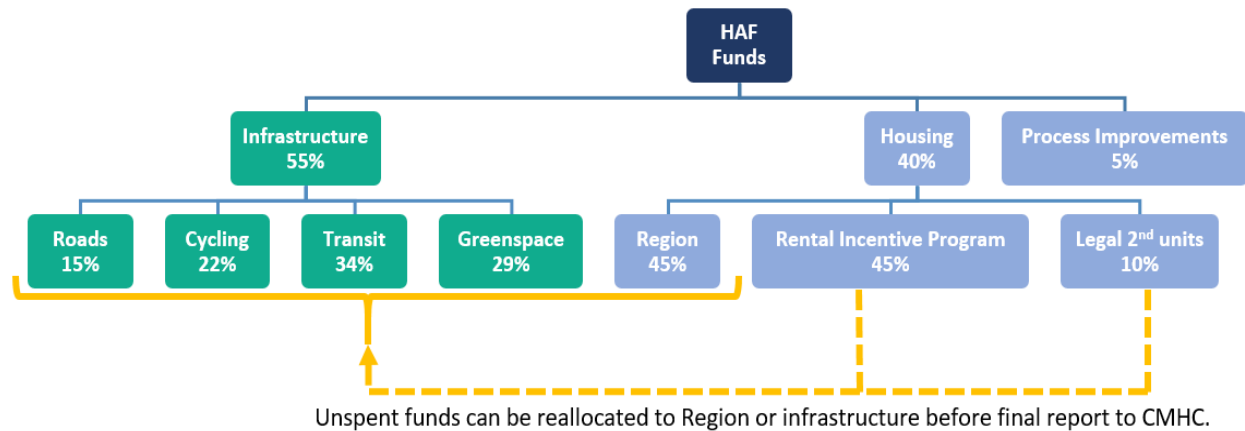 HAF
Funds
Infrastructure
55%
Housing
40%
Process Improvements
5%
Roads
15%
Cycling
22%
Transit
34%
Greenspace
29%
Region
45%
Rental Incentive Program
45%
Legal 2nd units
10%
Unspent funds can be reallocated to Region or infrastructure before final report to CMHC.